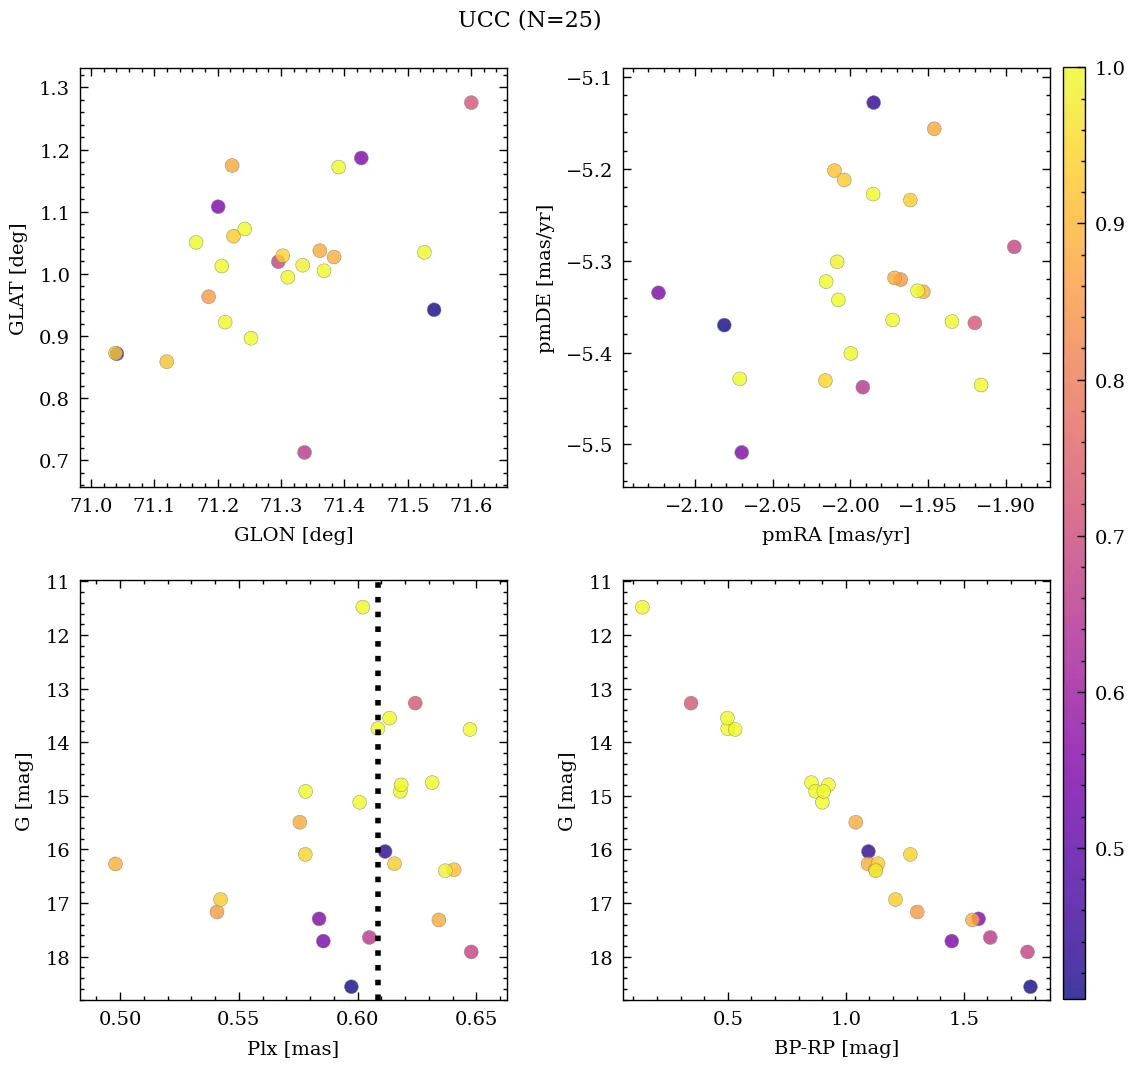 UCC (N=25)
1.3
1.2
1.1
1.0
0.9
0.8
0.7
GLAT [deg]
71.0 71.1 71.2 71.3 71.4 71.5 71.6
GLON [deg]
−5.1
−5.2
−5.3
−5.4
−5.5
pmDE [mas/yr]
−2.10 −2.05 −2.00 −1.95 −1.90
pmRA [mas/yr]
1.0
0.9
0.8
0.7
0.6
0.5
11
12
13
14
15
16
17
18
G [mag]
0.50 0.55 0.60 0.65
Plx [mas]
11
12
13
14
15
16
17
18
G [mag]
0.5 1.0 1.5
BP-RP [mag]